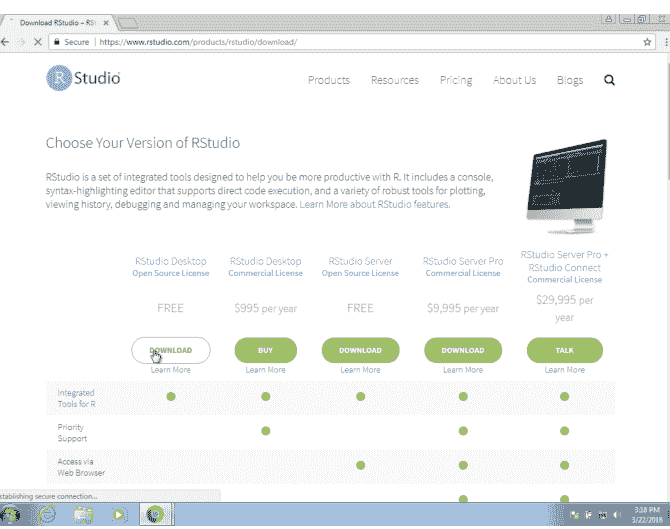 Download RStudio – RS
Secure | https://www.rstudio.com/products/rstudio/download/
R Studio
Products Resources Pricing About Us Blogs
Choose Your Version of RStudio
RStudio is a set of integrated tools designed to help you be more productive with R. It includes a console,
syntax-highlighting editor that supports direct code execution, and a variety of robust tools for plotting,
viewing history, debugging and managing your workspace. Learn More about RStudio features.
RStudio Desktop
Open Source License
FREE
DOWNLOAD
Learn More
RStudio Desktop
Commercial License
$995 per year
BUY
Learn More
RStudio Server
Open Source License
FREE
DOWNLOAD
Learn More
RStudio Server Pro
Commercial License
$9,995 per year
DOWNLOAD
Learn More
RStudio Server Pro +
RStudio Connect
Commercial License
$29,995 per
year
TALK
Learn More
Integrated
Tools for R
Priority
Support
Access via
Web Browser
stablishing secure connection...
3:38 PM
3/22/2018